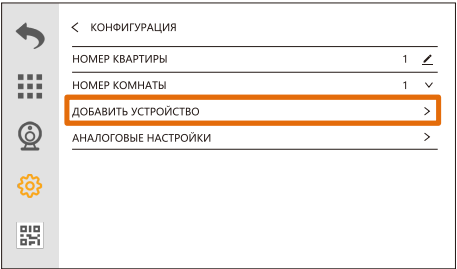 < КОНФИГУРАЦИЯ
НОМЕР КВАРТИРЫ 1
НОМЕР КОМНАТЫ 1
ДОБАВИТЬ УСТРОЙСТВО >
АНАЛОГОВЫЕ НАСТРОЙКИ >